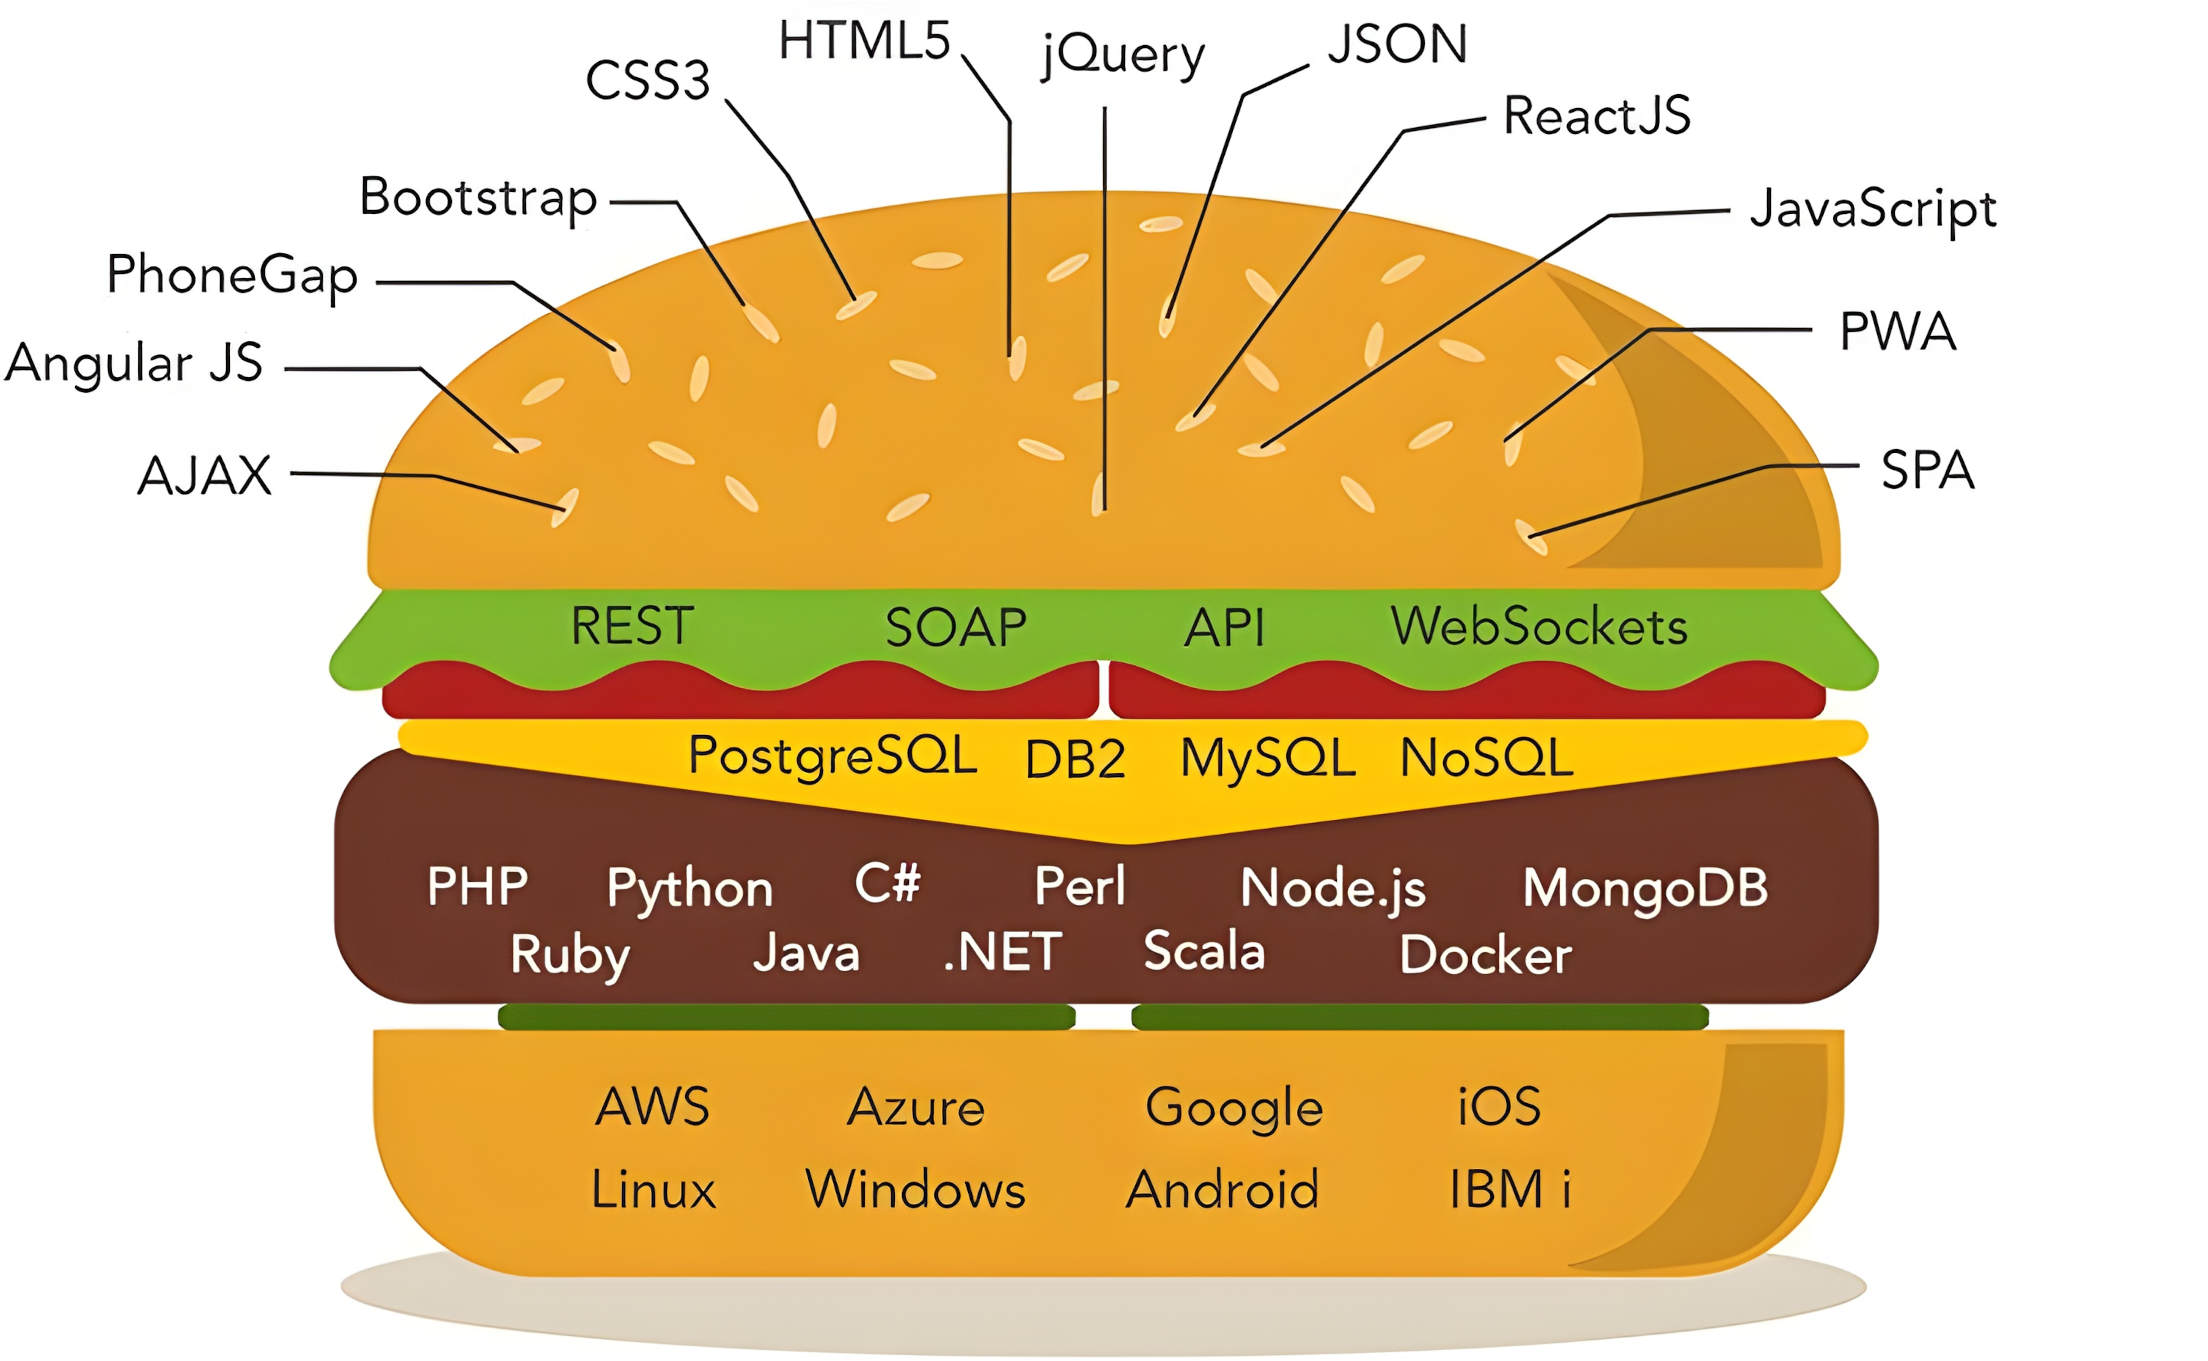 HTML5
jQuery
JSON
CSS3
ReactJS
Bootstrap
JavaScript
PhoneGap
PWA
Angular JS
AJAX
SPA
REST SOAP API WebSockets
PostgreSQL DB2 MySQL NoSQL
PHP Python C# Perl Node.js MongoDB
Ruby Java .NET Scala Docker
AWS Azure Google iOS
Linux Windows Android IBM i